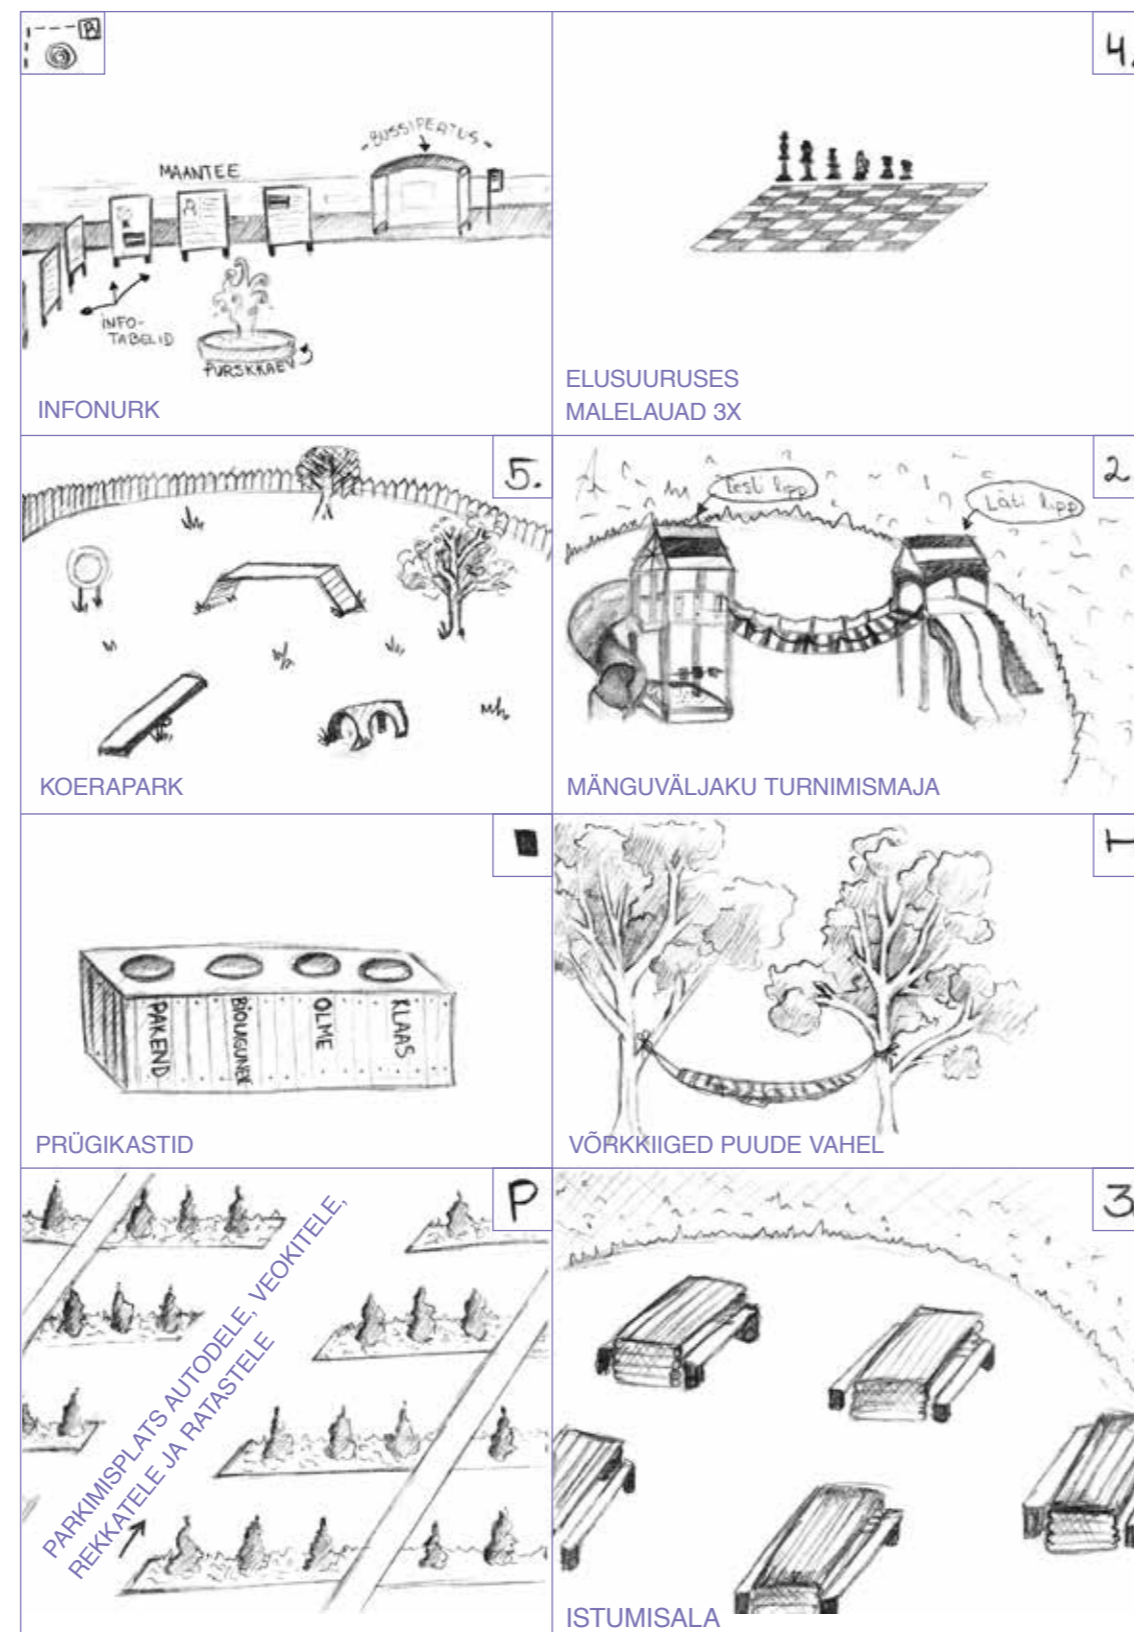 B
BUSSIPEATUS
MAANTEE
INFO-
TABELID
PURSKKAEV
INFONURK
4.
ELUSUURUSES
MALELAUAD 3X
5.
KOERAPARK
2
Eesti lipp
Läti lipp
MÄNGUVÄLJAKU TURNIMISMAJA
PAKEND
OLME
KLAAS
PRÜGIKASTID
VÕRKKIIGED PUUDE VAHEL
P
PARKIMISPLATS AUTODELE, VEOKITELE,
REKKATELE JA RATASTELE
3
ISTUMISALA